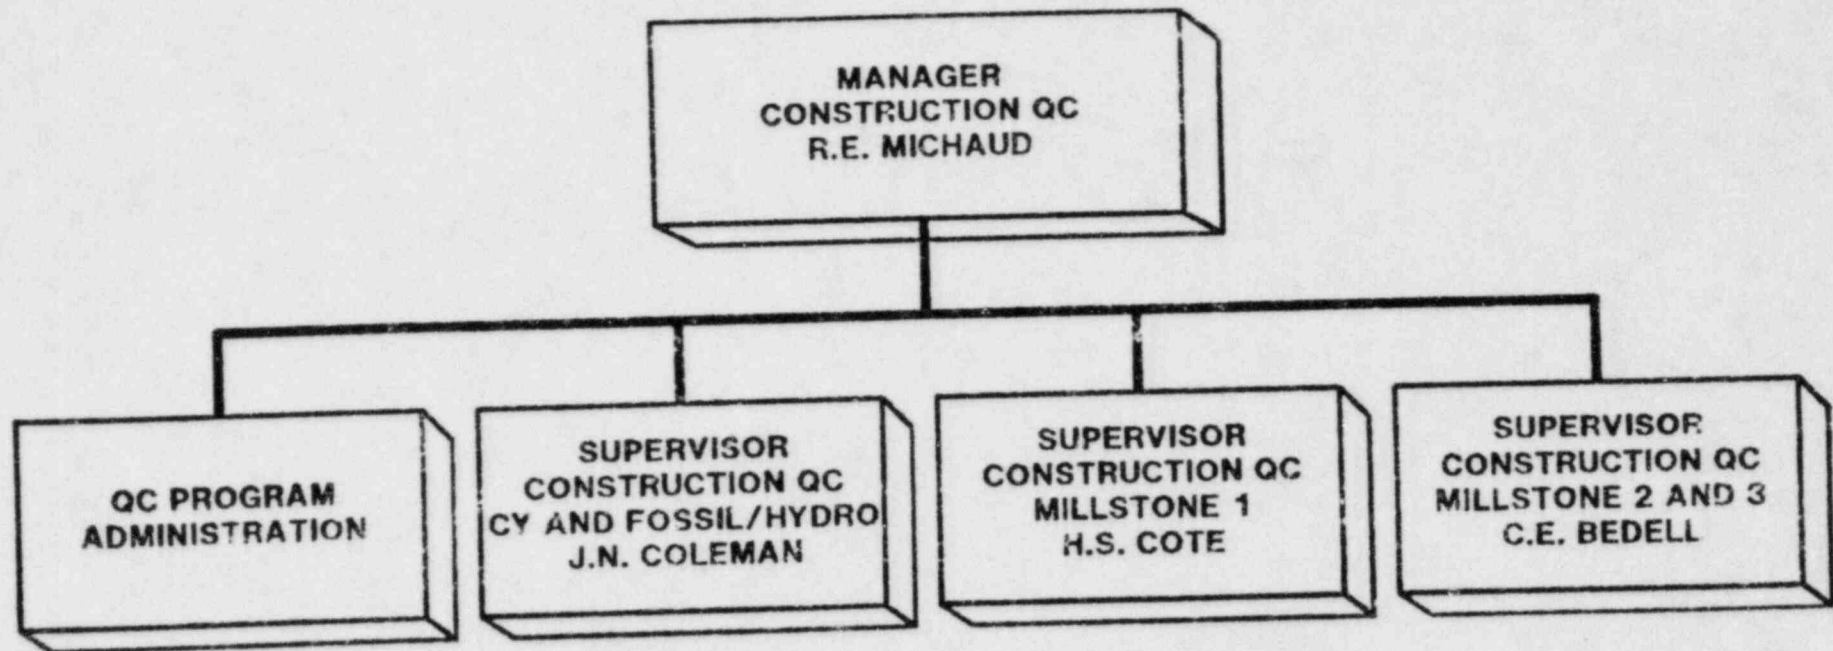 MANAGER
CONSTRUCTION QC
R.E. MICHAUD
QC PROGRAM
ADMINISTRATION
SUPERVISOR
CONSTRUCTION QC
CY AND FOSSIL/HYDRO
J.N. COLEMAN
SUPERVISOR
CONSTRUCTION QC
MILLSTONE 1
H.S. COTE
SUPERVISOR
CONSTRUCTION QC
MILLSTONE 2 AND 3
C.E. BEDELL